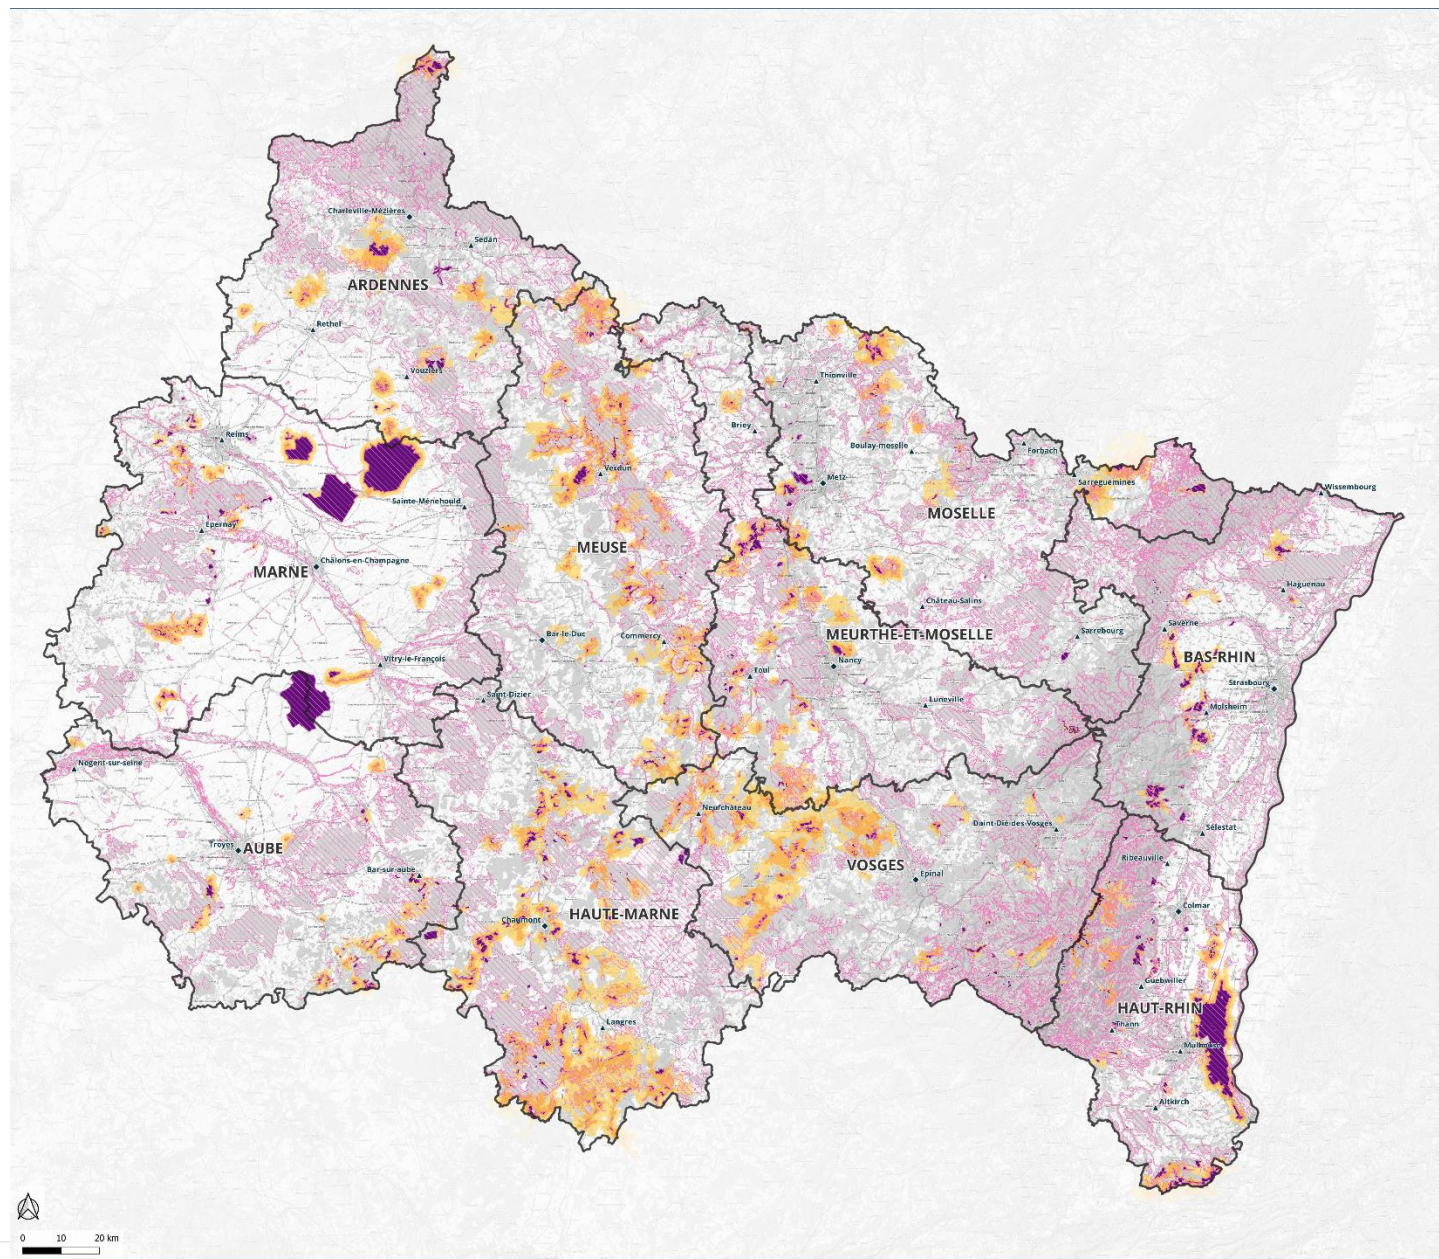 Charleville-Mézières
Sedan
ARDENNES
Rethel
Vouziers
Thionville
Briey
Reims
Boulay-moselle
Forbach
Verdun
Metz
Sarreguemines
Wissembourg
Sainte-Ménehould
MOSELLE
Epernay
MEUSE
Châlons-en-Champagne
MARNE
Haguenau
Château-Salins
Saverne
Bar-le-Duc
Commercy
MEURTHE-ET-MOSELLE
Sarrebourg
BAS-RHIN
Vitry-le-François
Nancy
Toul
Strasbourg
Saint-Dizier
Luneville
Molsheim
Nogent-sur-seine
Neufchâteau
Daint-Dié-des-Vosges
Sélestat
Troyes
AUBE
VOSGES
Ribeauville
Bar-sur-aube
Epinal
HAUTE-MARNE
Colmar
Chaumont
Guebwiller
HAUT-RHIN
Langres
Thann
Mulhouse
Altkirch
0 10 20 km